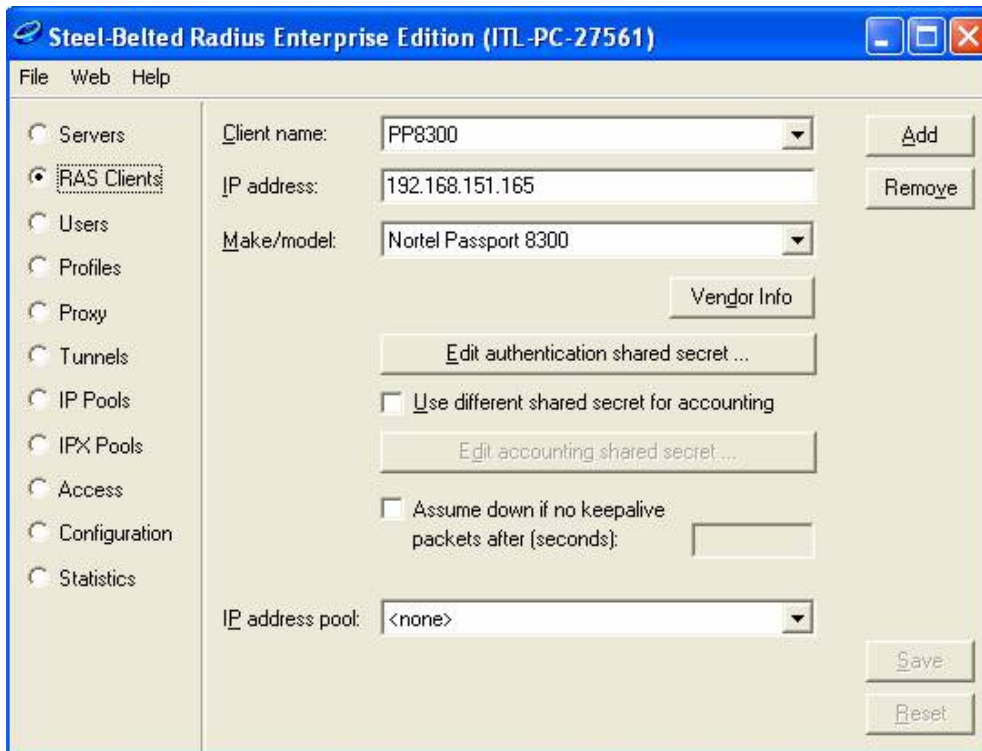 Steel-Belted Radius Enterprise Edition (ITL-PC-27561)
File Web Help
Servers
RAS Clients
Users
Profiles
Proxy
Tunnels
IP Pools
IPX Pools
Access
Configuration
Statistics
Client name: PP8300
IP address: 192.168.151.165
Make/model: Nortel Passport 8300
Vendor Info
Edit authentication shared secret ...
Use different shared secret for accounting
Edit accounting shared secret ...
Assume down if no keepalive
packets after (seconds):
IP address pool: <none>
Add
Remove
Save
Reset